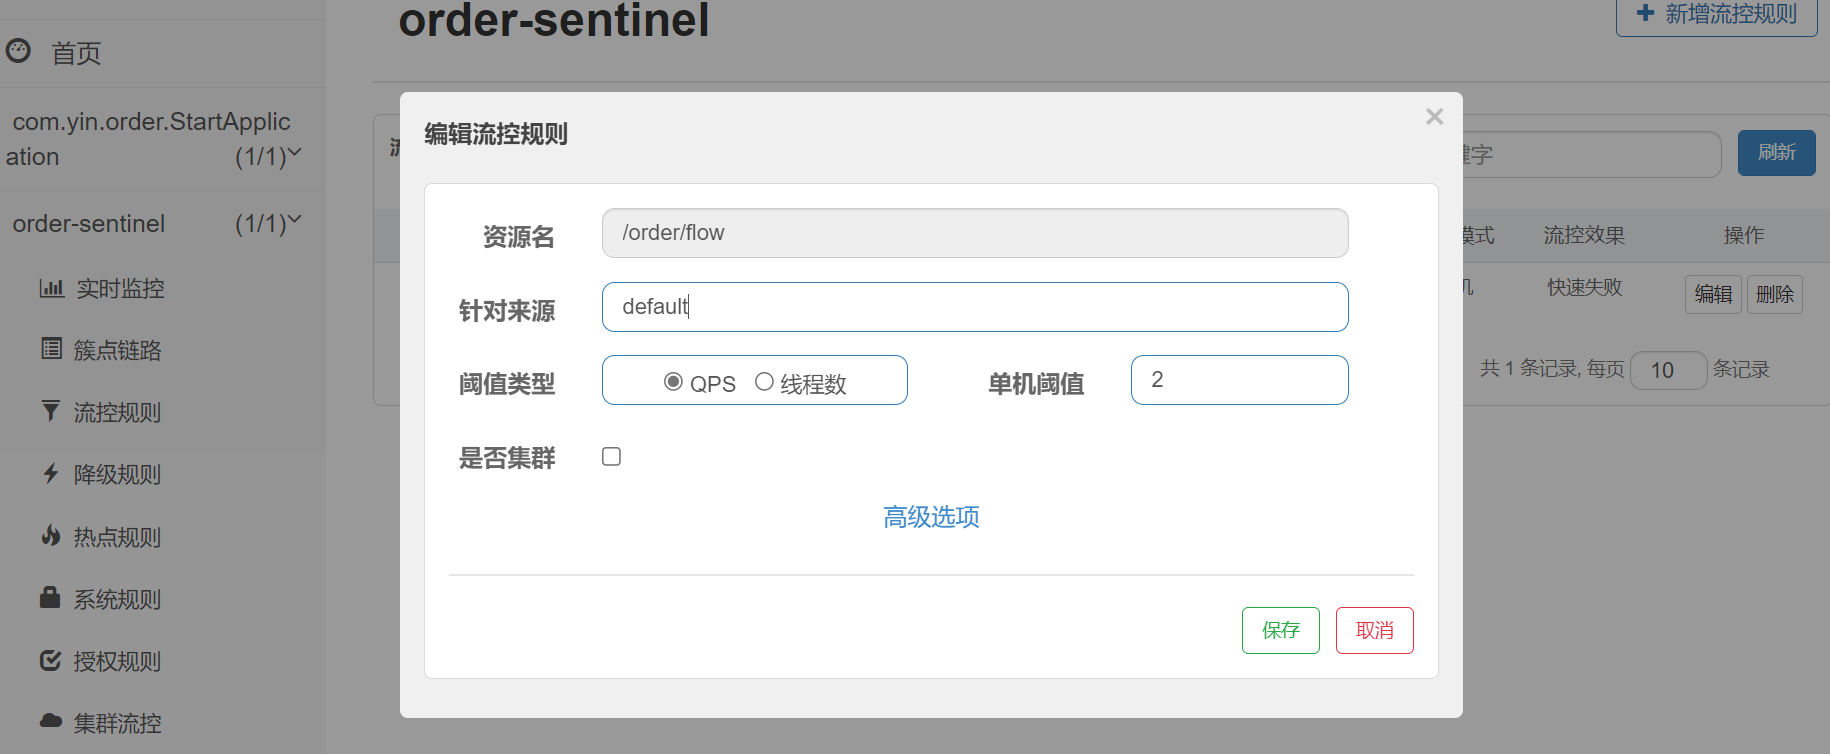 order-sentinel
新增流控规则
首页
com.yin.order.StartApplic
ation (1/1)
order-sentinel (1/1)
实时监控
簇点链路
流控规则
降级规则
热点规则
系统规则
授权规则
集群流控
编辑流控规则
资源名 /order/flow
针对来源 default
阈值类型 QPS 线程数 单机阈值 2
是否集群
高级选项
保存 取消
键字 刷新
模式 流控效果 操作
机 快速失败 编辑 删除
共 1 条记录, 每页 10 条记录